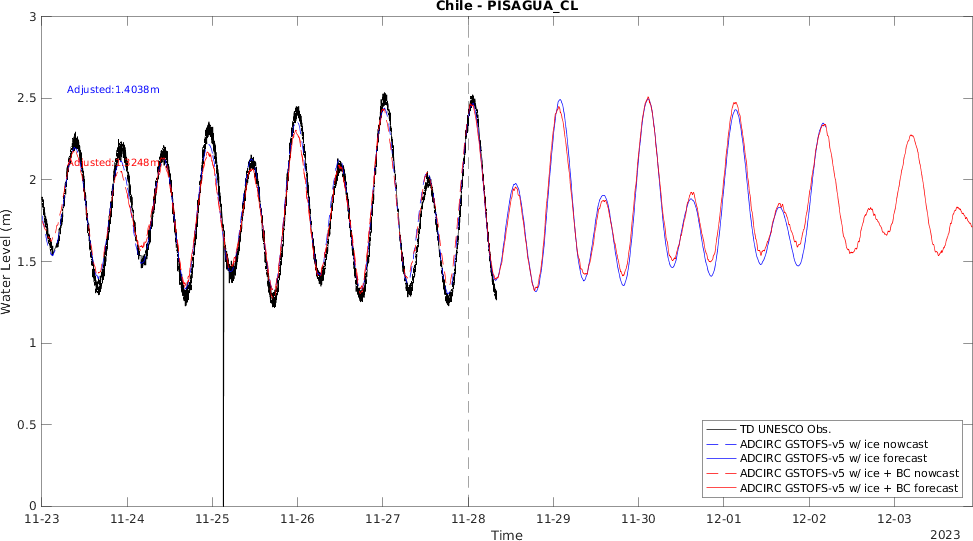 Chile - PISAGUA_CL
3
2.5
2
1.5
1
0.5
0
Water Level (m)
Adjusted:1.4038m
11-23
11-24
11-25
11-26
11-27
11-28
11-29
11-30
12-01
12-02
12-03
Time
2023
TD UNESCO Obs.
ADCIRC GSTOFS-v5 w/ ice nowcast
ADCIRC GSTOFS-v5 w/ ice forecast
ADCIRC GSTOFS-v5 w/ ice + BC nowcast
ADCIRC GSTOFS-v5 w/ ice + BC forecast